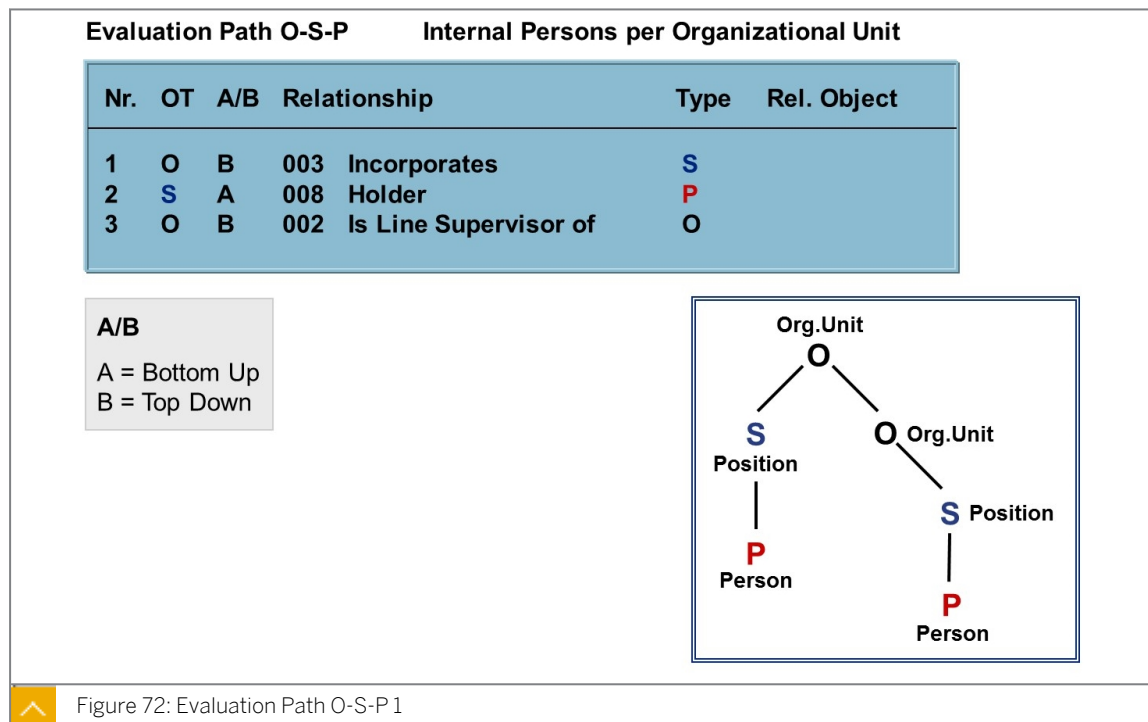 Evaluation Path O-S-P Internal Persons per Organizational Unit
Nr. OT A/B Relationship Type Rel. Object
1 O B 003 Incorporates S
2 S A 008 Holder P
3 O B 002 Is Line Supervisor of O
A/B
A = Bottom Up
B = Top Down
Org.Unit
O
S O Org.Unit
Position
S Position
P
Person
P
Person
Figure 72: Evaluation Path O-S-P 1